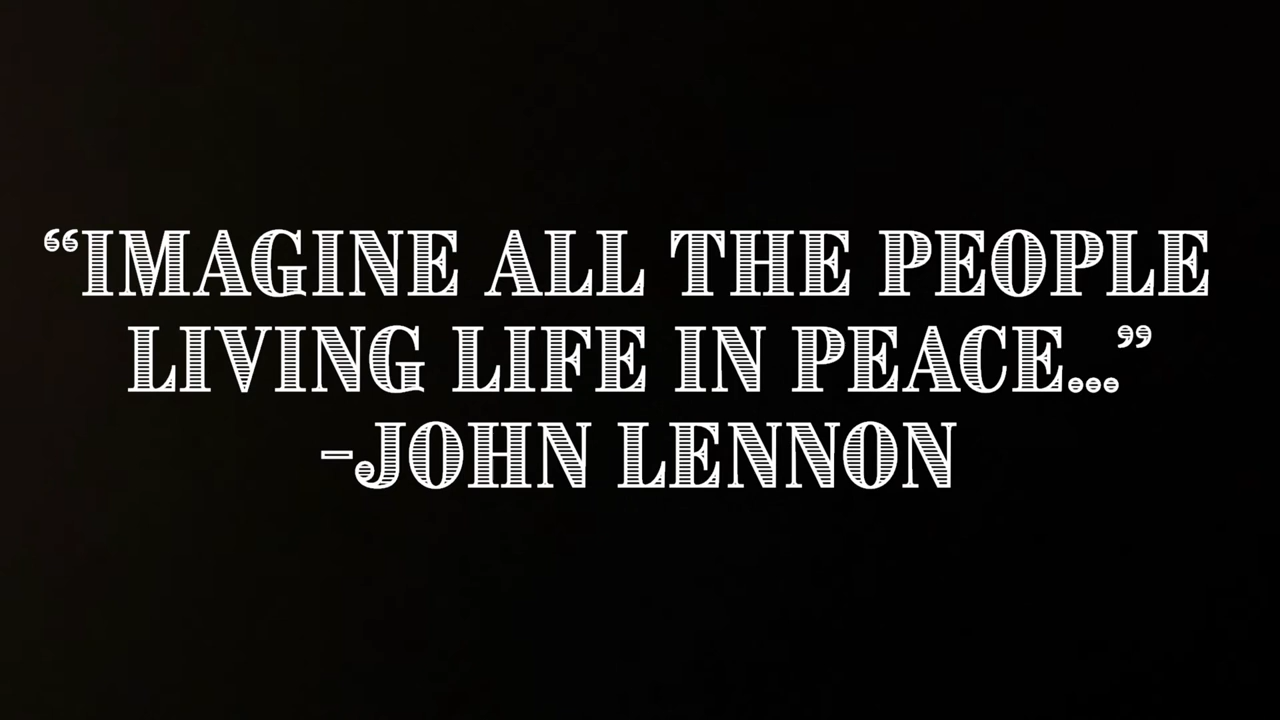 “IMAGINE ALL THE PEOPLE
LIVING LIFE IN PEACE...”
-JOHN LENNON